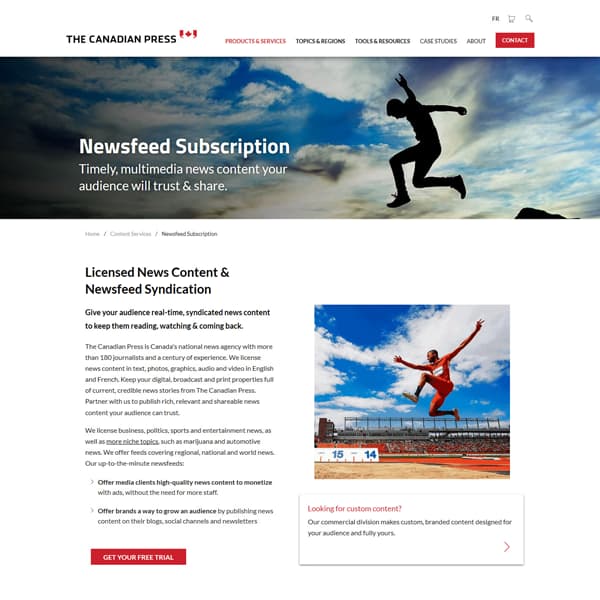 FR
THE CANADIAN PRESS
PRODUCTS & SERVICES TOPICS & REGIONS TOOLS & RESOURCES CASE STUDIES ABOUT CONTACT
Newsfeed Subscription
Timely, multimedia news content your
audience will trust & share.
Home / Content Services / Newsfeed Subscription
Licensed News Content &
Newsfeed Syndication
Give your audience real-time, syndicated news content
to keep them reading, watching & coming back.
The Canadian Press is Canada's national news agency with more
than 180 journalists and a century of experience. We license
news content in text, photos, graphics, audio and video in English
and French. Keep your digital, broadcast and print properties full
of current, credible news stories from The Canadian Press.
Partner with us to publish rich, relevant and shareable news
content your audience can trust.
We license business, politics, sports and entertainment news, as
well as more niche topics, such as marijuana and automotive
news. We offer feeds covering regional, national and world news.
Our up-to-the-minute newsfeeds:
Offer media clients high-quality news content to monetize
with ads, without the need for more staff.
Offer brands a way to grow an audience by publishing news
content on their blogs, social channels and newsletters
GET YOUR FREE TRIAL
15 14
Looking for custom content?
Our commercial division makes custom, branded content designed for
your audience and fully yours.